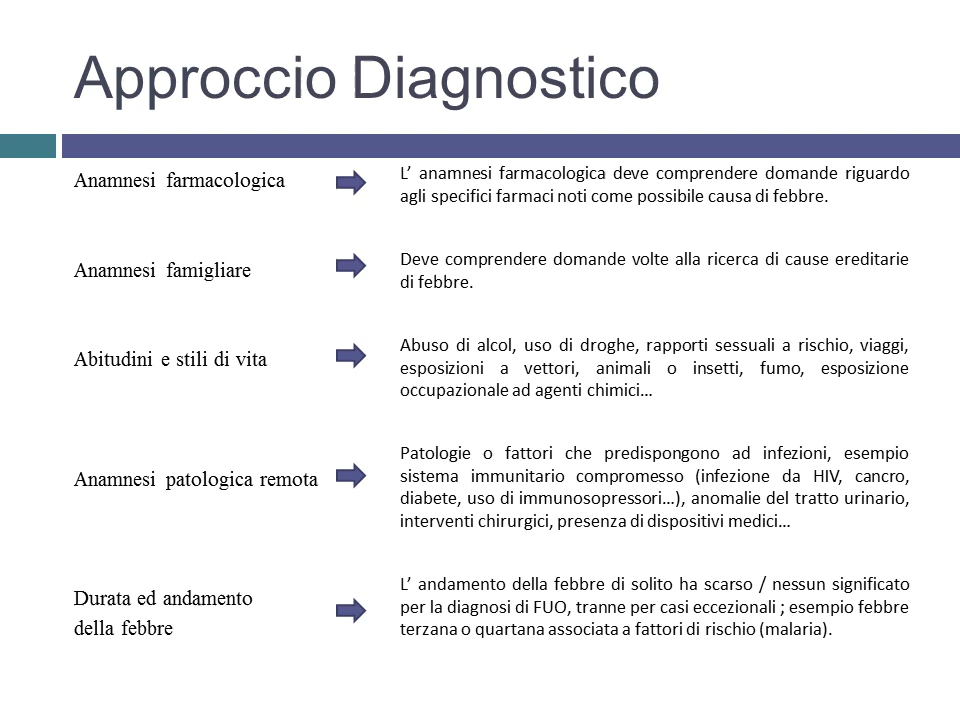 Approccio Diagnostico
Anamnesi farmacologica
L’ anamnesi farmacologica deve comprendere domande riguardo
agli specifici farmaci noti come possibile causa di febbre.
Anamnesi famigliare
Deve comprendere domande volte alla ricerca di cause ereditarie
di febbre.
Abitudini e stili di vita
Abuso di alcol, uso di droghe, rapporti sessuali a rischio, viaggi,
esposizioni a vettori, animali o insetti, fumo, esposizione
occupazionale ad agenti chimici…
Anamnesi patologica remota
Patologie o fattori che predispongono ad infezioni, esempio
sistema immunitario compromesso (infezione da HIV, cancro,
diabete, uso di immunosopressori…), anomalie del tratto urinario,
interventi chirurgici, presenza di dispositivi medici…
Durata ed andamento
della febbre
L’ andamento della febbre di solito ha scarso / nessun significato
per la diagnosi di FUO, tranne per casi eccezionali ; esempio febbre
terzana o quartana associata a fattori di rischio (malaria).